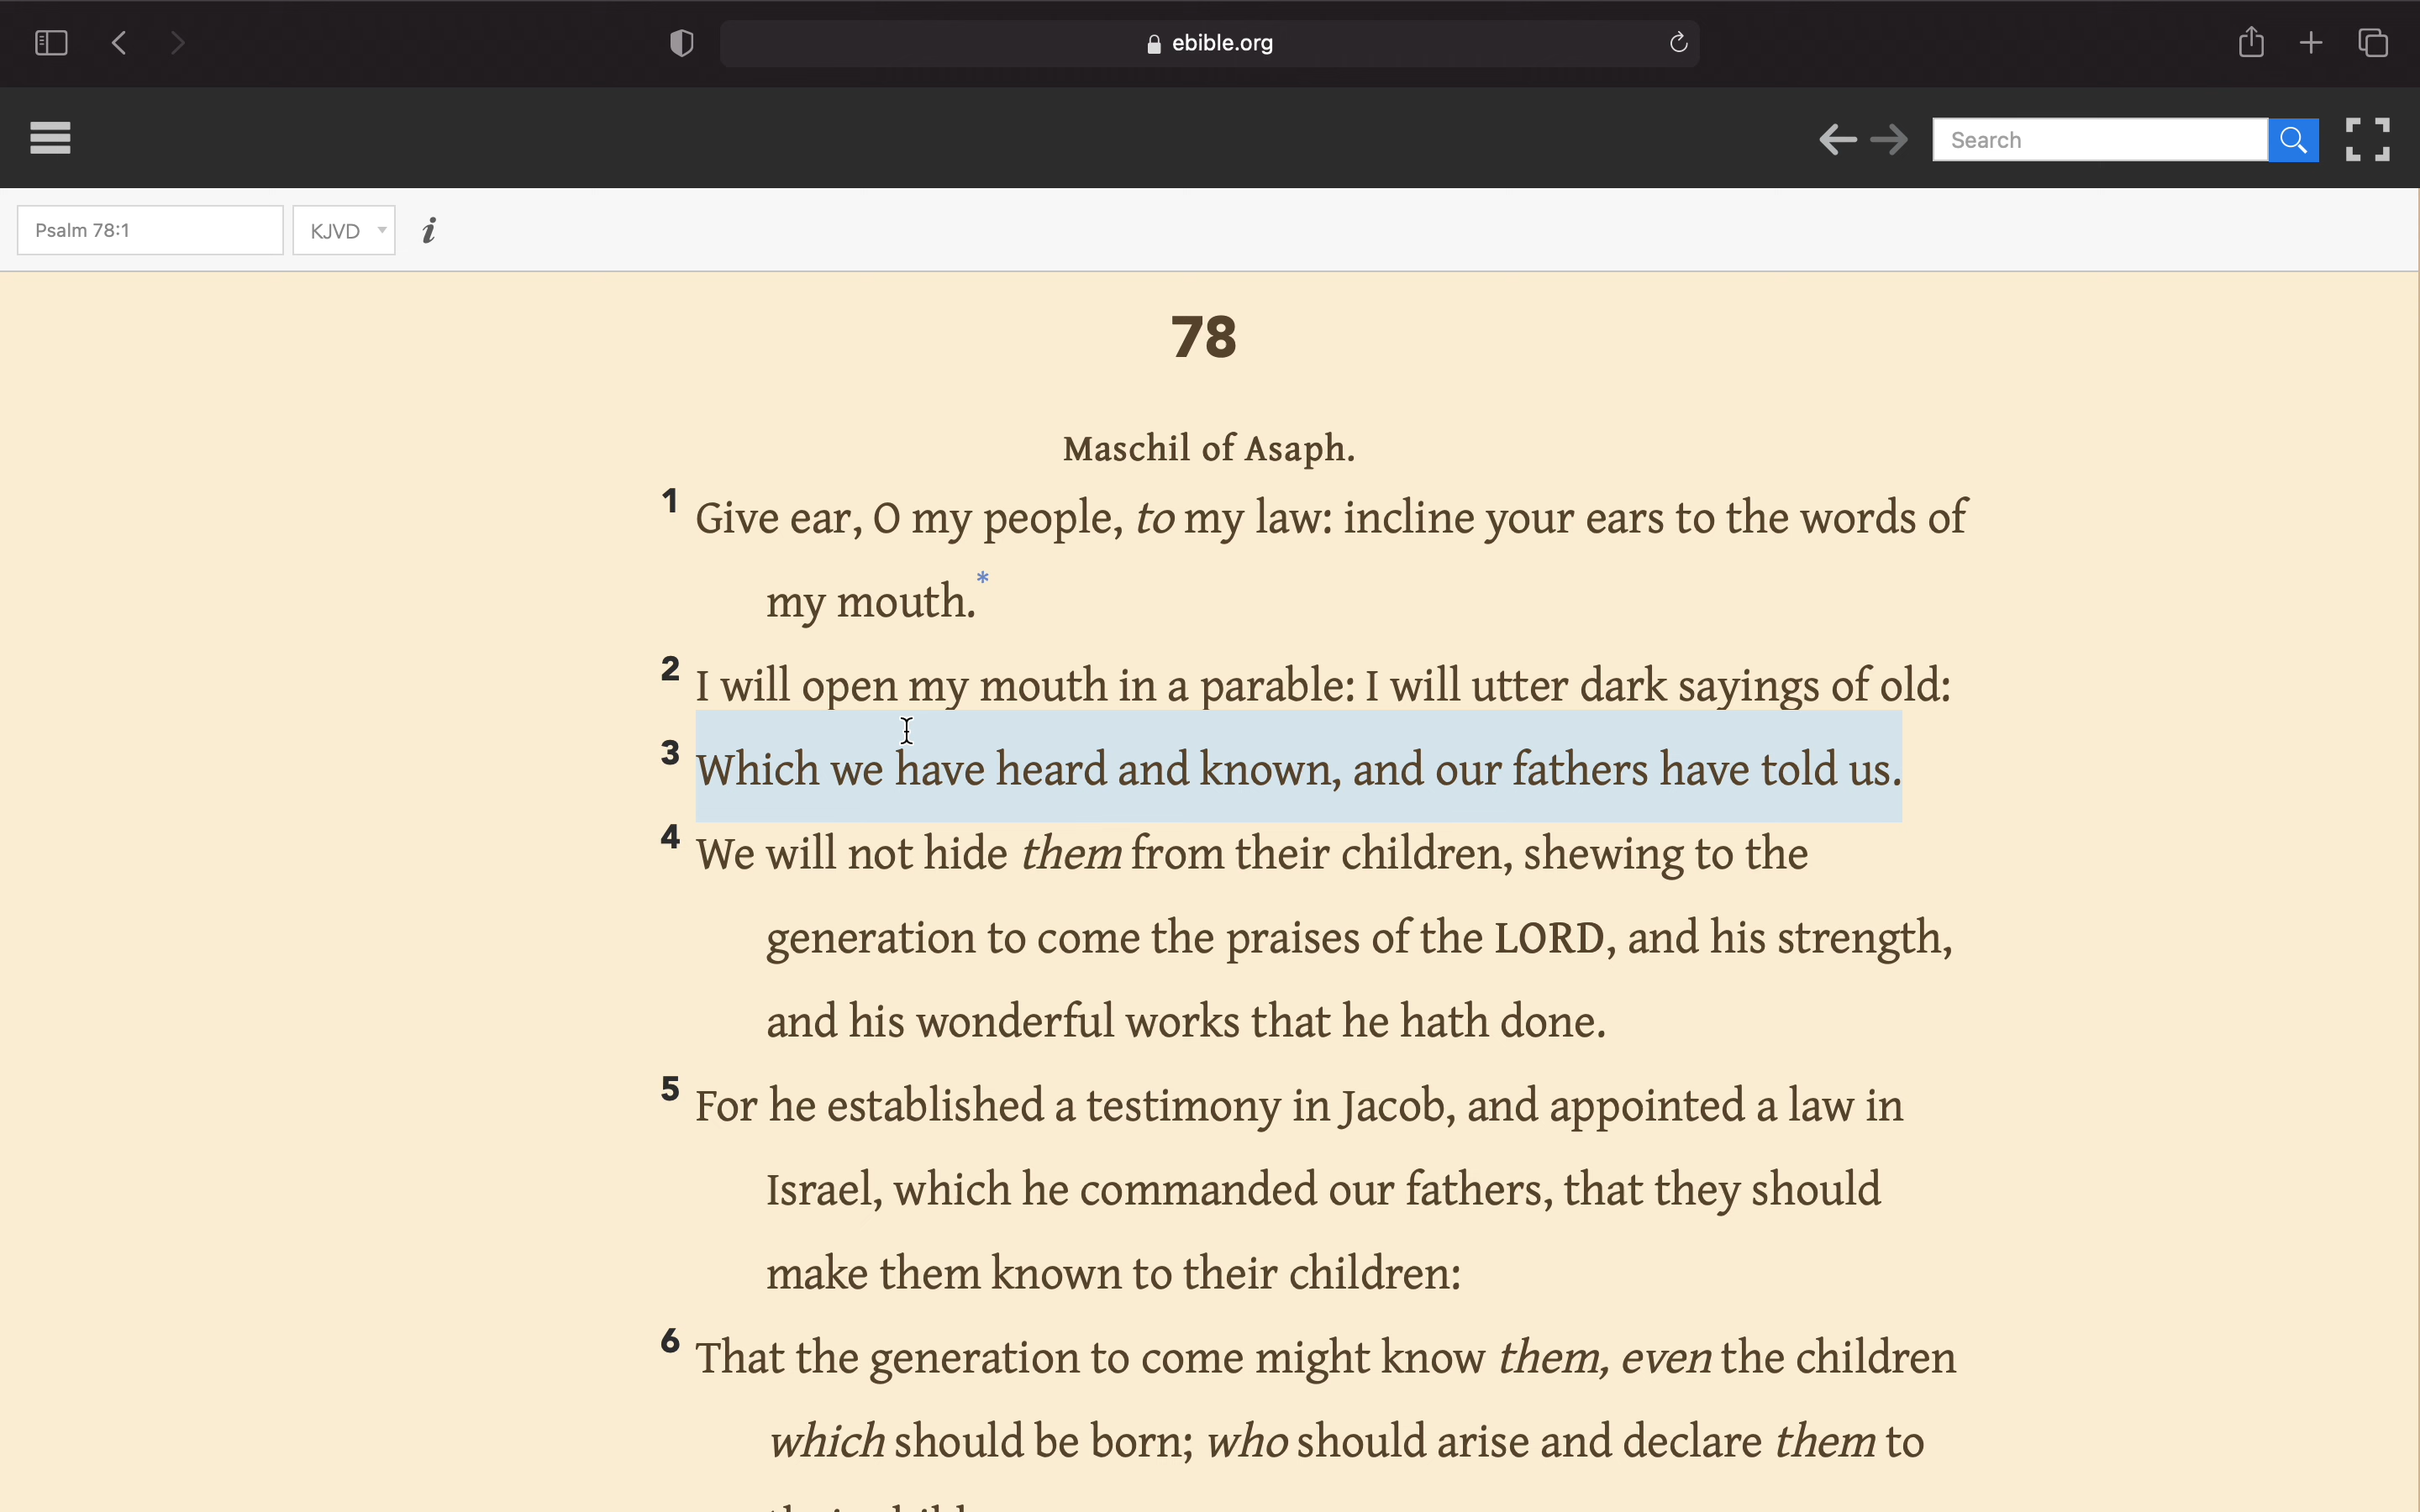 ebible.org
Search
Psalm 78:1
KJVD
i
78
Maschil of Asaph.
1 Give ear, O my people, to my law: incline your ears to the words of
my mouth.*
2 I will open my mouth in a parable: I will utter dark sayings of old:
3 Which we have heard and known, and our fathers have told us.
4 We will not hide them from their children, shewing to the
generation to come the praises of the LORD, and his strength,
and his wonderful works that he hath done.
5 For he established a testimony in Jacob, and appointed a law in
Israel, which he commanded our fathers, that they should
make them known to their children:
6 That the generation to come might know them, even the children
which should be born; who should arise and declare them to